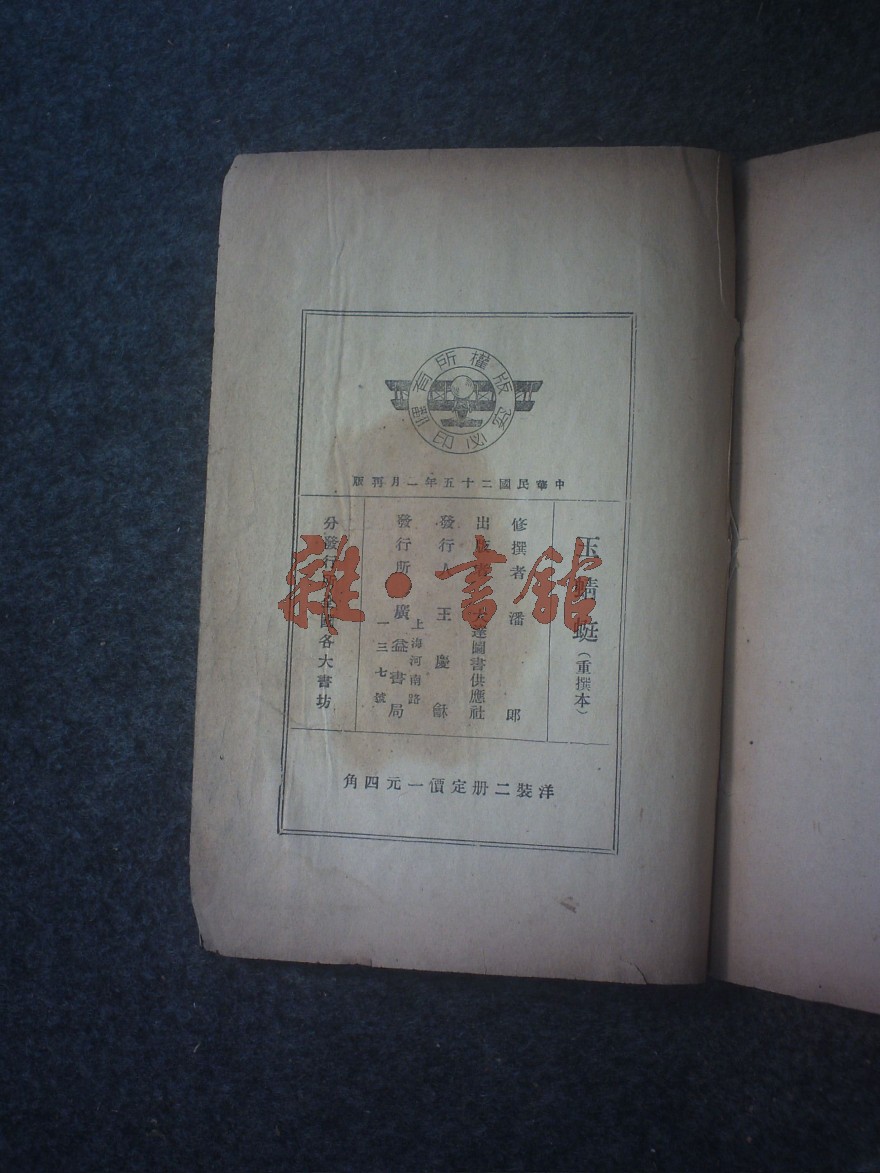 版權所有
印必究
中華民國二十五年一月再版
玉蜻蜓（重撰本）
修撰者 潘郎
出版者 大達圖書供應社
發行人 王慶
發行所 廣益書局
上海河南路
一三七號
分發行所全國各大書坊
洋裝二册定價一元四角
雜·書館